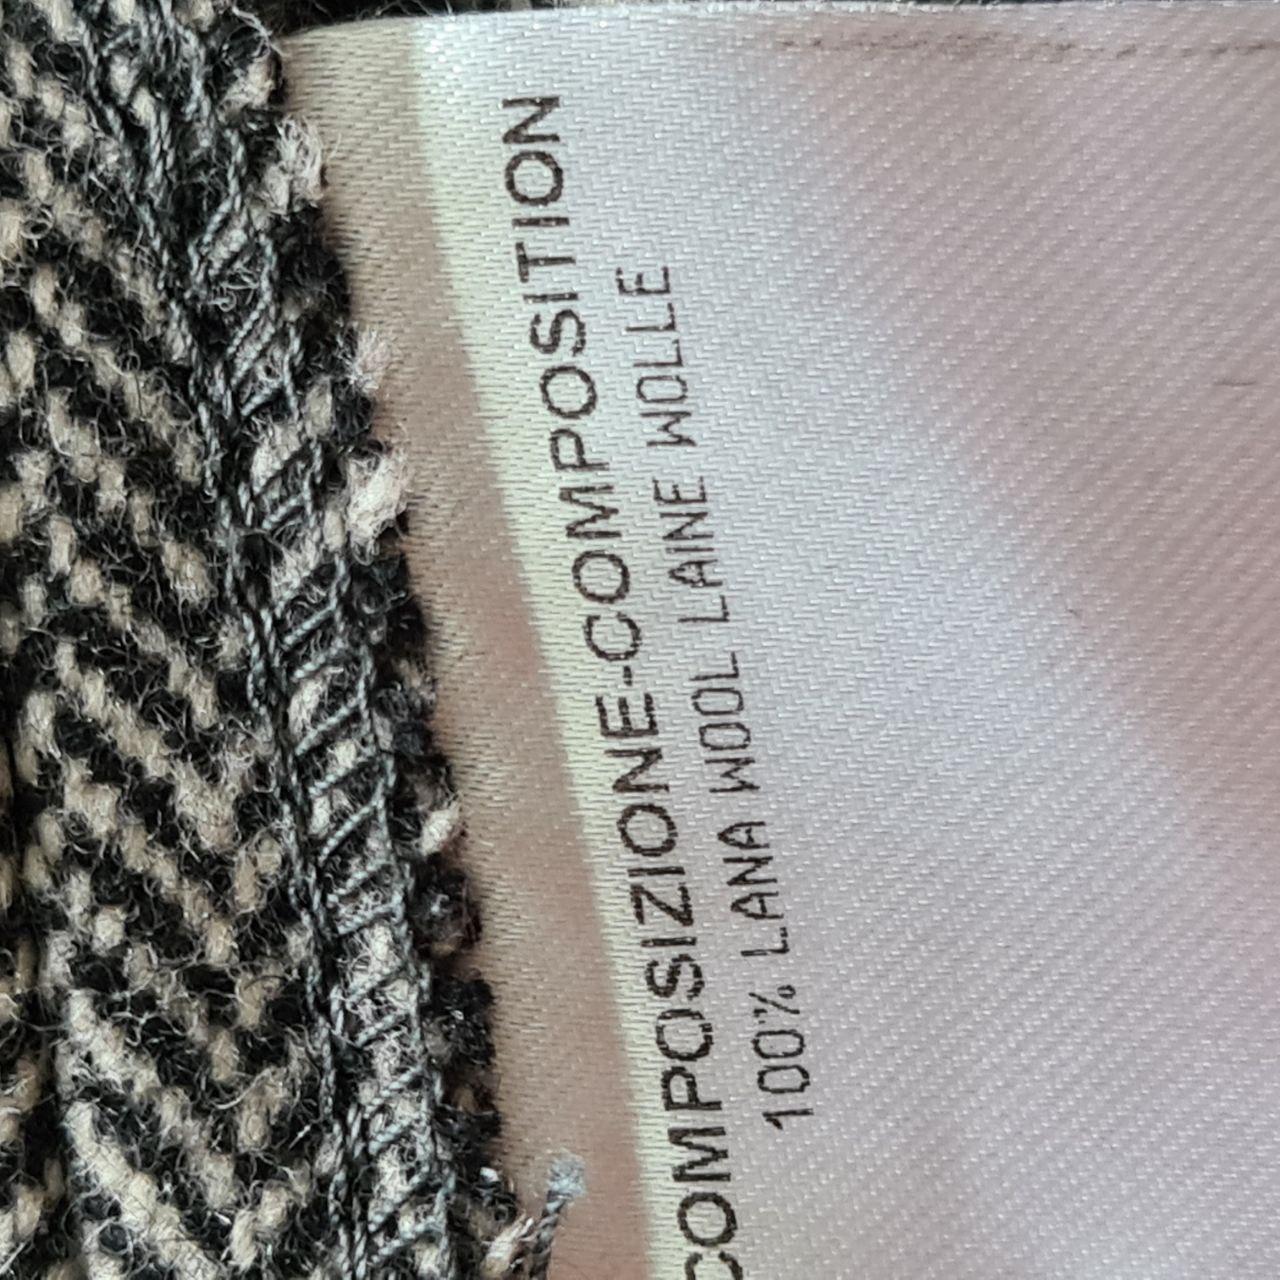 COMPOSIZIONE-COMPOSITION
100% LANA WOOL LAINE WOLLE